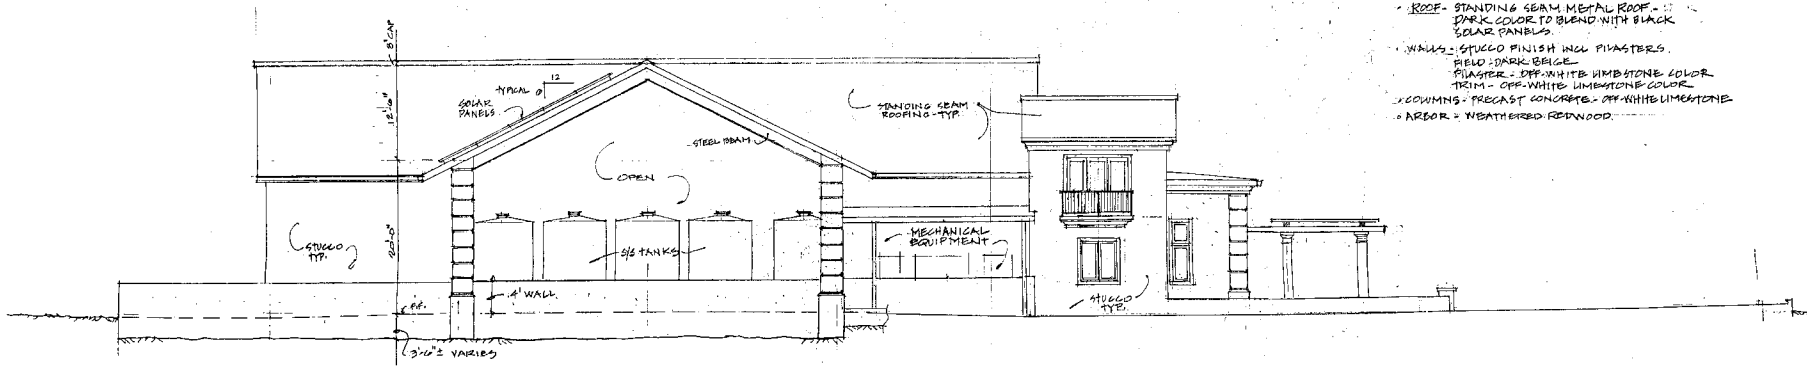 • ROOF - STANDING SEAM METAL ROOF -
DARK COLOR TO BLEND WITH BLACK
SOLAR PANELS.
• WALLS - STUCCO FINISH INCL PILASTERS.
FIELD - DARK BEIGE
PILASTER - OFF-WHITE LIMESTONE COLOR
TRIM - OFF-WHITE LIMESTONE COLOR
• COLUMNS - PRECAST CONCRETE - OFF-WHITE LIMESTONE
• ARBOR - WEATHERED REDWOOD.
8' CAP
12'-6"
20'-0"
TYPICAL
12
SOLAR
PANELS
STEEL BEAM
STANDING SEAM
ROOFING - TYP.
OPEN
STUCCO
TYP.
S/S TANKS
MECHANICAL
EQUIPMENT
4' WALL
F.F.
STUCCO
TYP.
3'-6" ± VARIES